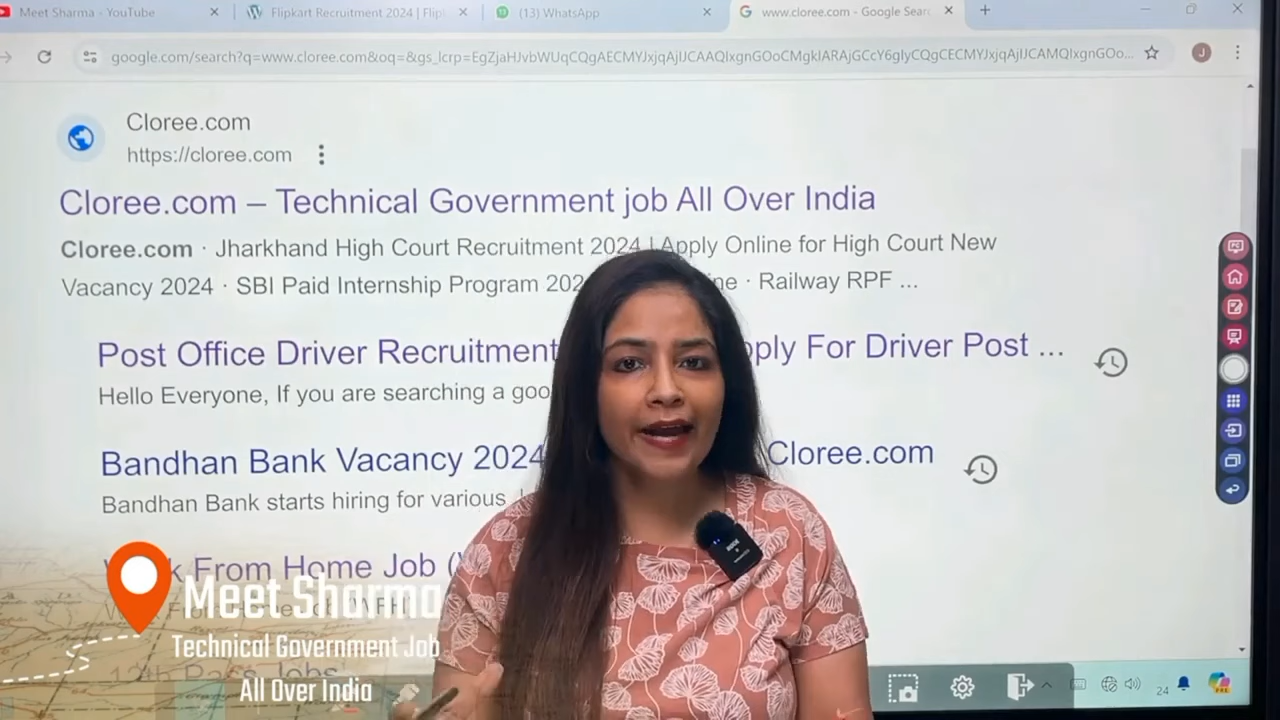 Meet Sharma - YouTube
Flipkart Recruitment 2024 | Flip
(13) WhatsApp
www.cloree.com - Google Sear
google.com/search?q=www.cloree.com&oq=&gs_lcrp=
Cloree.com
https://cloree.com
Cloree.com – Technical Government job All Over India
Cloree.com · Jharkhand High Court Recruitment 2024 | Apply Online for High Court New
Vacancy 2024 · SBI Paid Internship Program 202 ne · Railway RPF ...
Post Office Driver Recruitment pply For Driver Post ...
Hello Everyone, If you are searching a goo
Bandhan Bank Vacancy 2024 Cloree.com
Bandhan Bank starts hiring for various
From Home Job (
Meet Sharma
Technical Government Job
12th Pass Jobs
All Over India
24